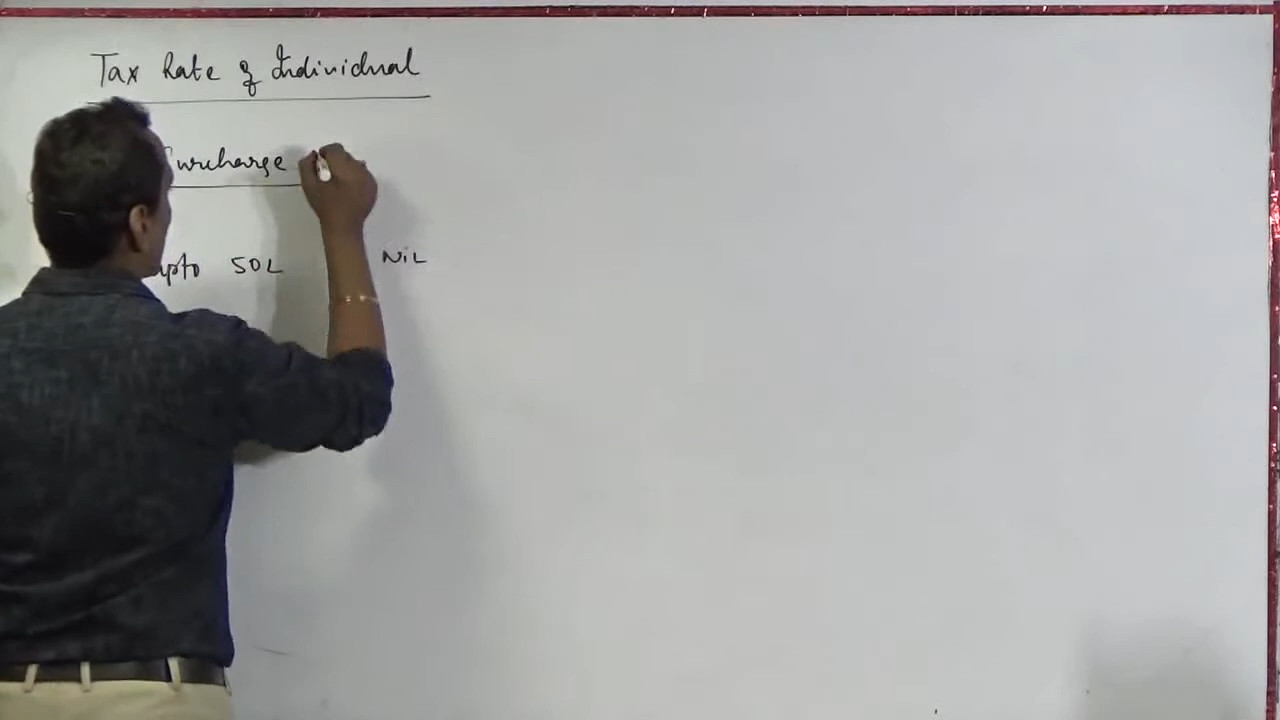 Tax Rate of Individual
Surcharge
upto 50L NiL